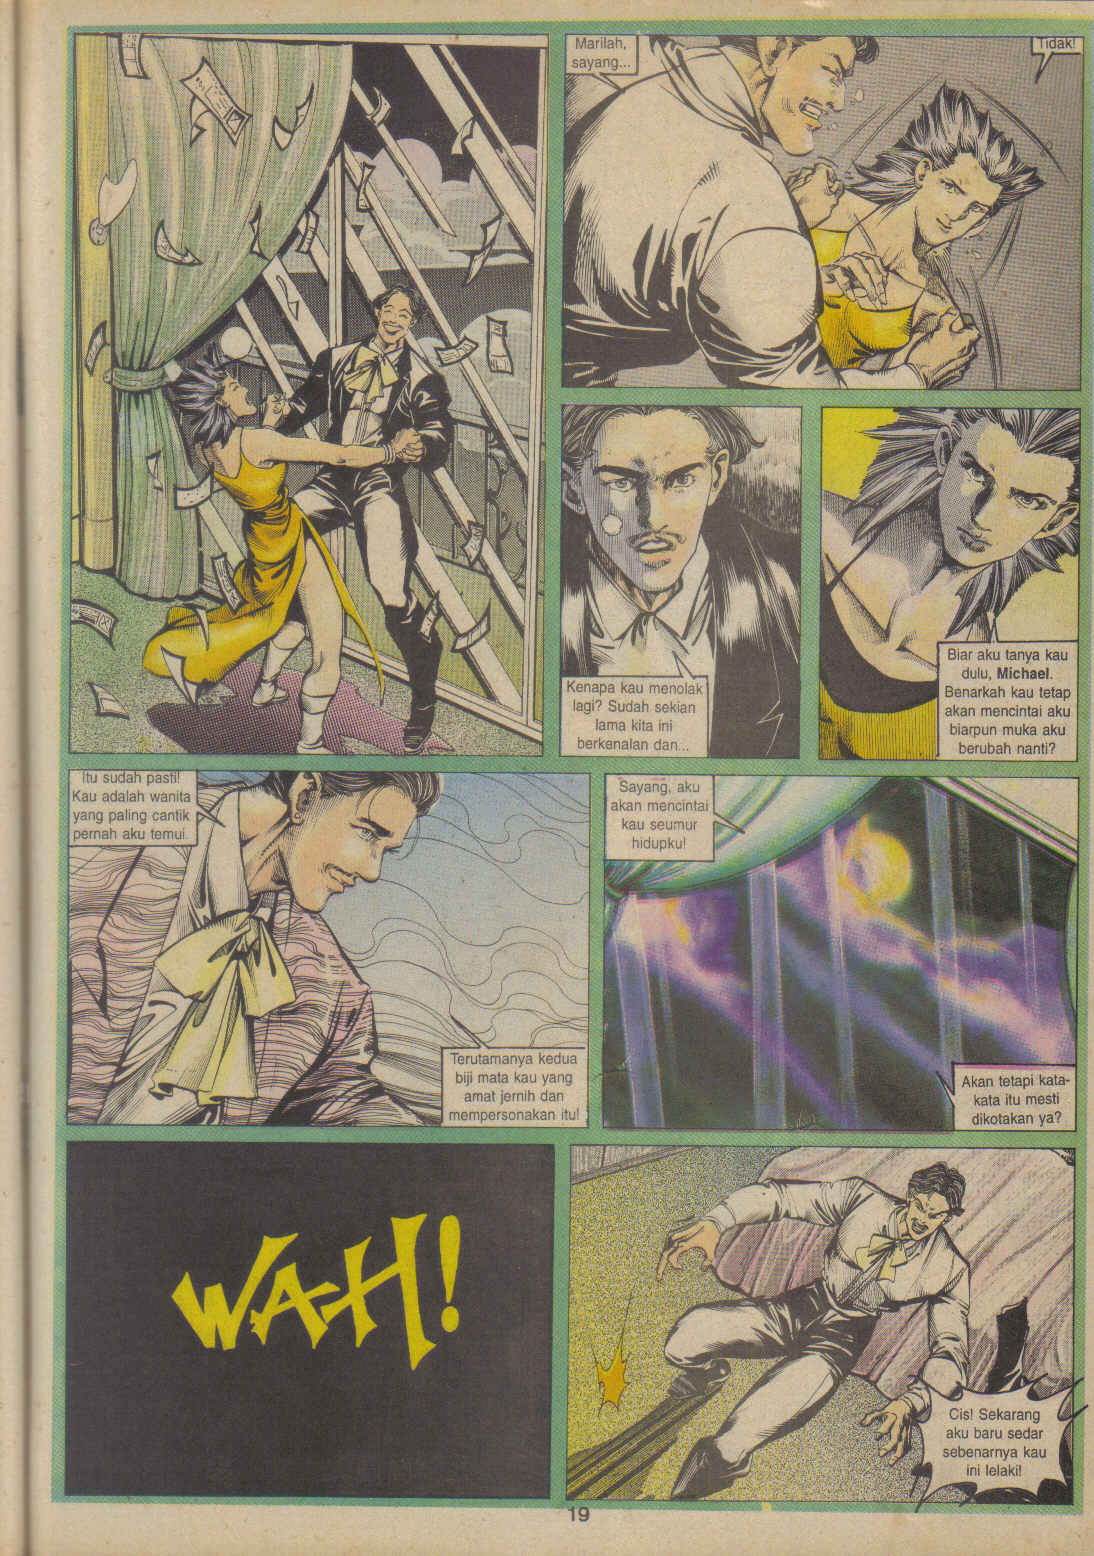 Marilah,
sayang...
Tidak!
Kenapa kau menolak
lagi? Sudah sekian
lama kita ini
berkenalan dan...
Biar aku tanya kau
dulu, Michael.
Benarkah kau tetap
akan mencintai aku
biarpun muka aku
berubah nanti?
Itu sudah pasti!
Kau adalah wanita
yang paling cantik
pernah aku temui.
Terutamanya kedua
biji mata kau yang
amat jernih dan
mempersonakan itu!
Sayang, aku
akan mencintai
kau seumur
hidupku!
Akan tetapi kata-
kata itu mesti
dikotakan ya?
WAH!
Cis! Sekarang
aku baru sedar
sebenarnya kau
ini lelaki!
19